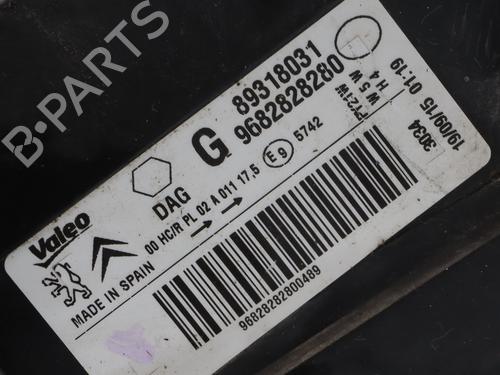 B-PARTS
Valeo
MADE IN SPAIN
DAG
G
89318031
9682828280
00 HC/R PL 02 A 011 17.5
E9
5742
PY21W
W5W
H4
3034
19/09/15 01:19
96828282800489